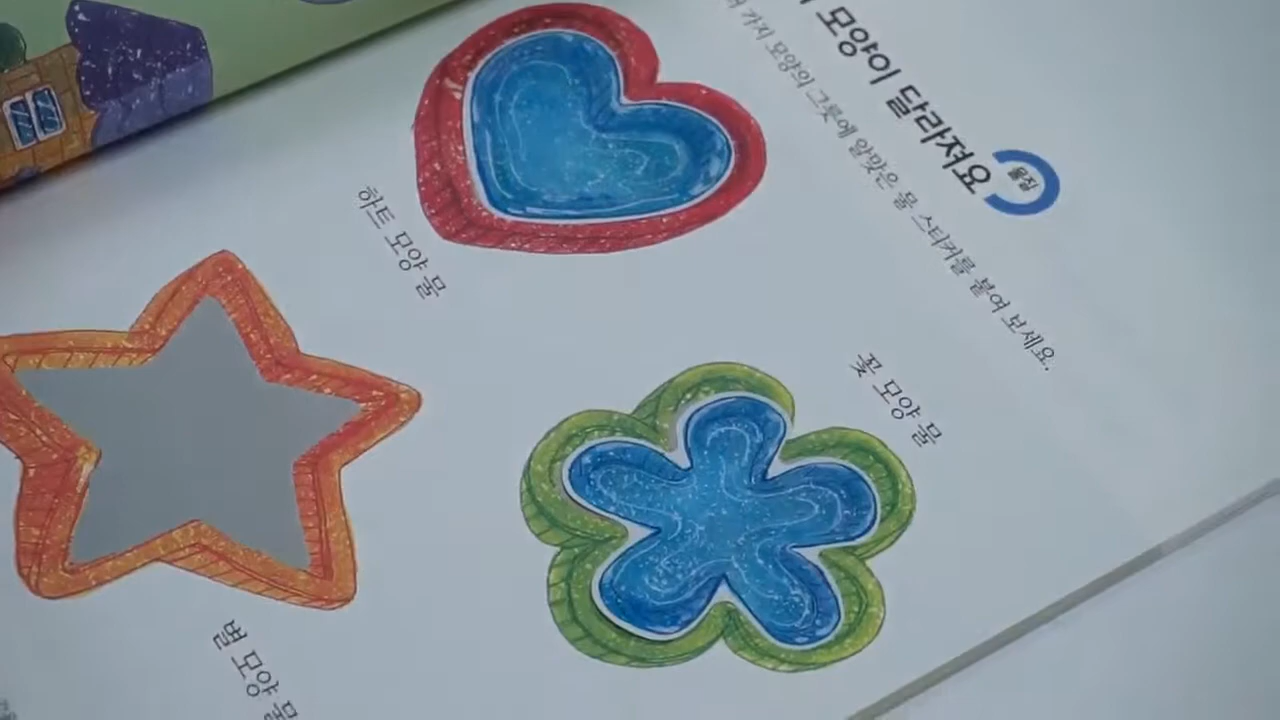 모양이 달라져요
물질
가지 모양의 그릇에 알맞은 물 스티커를 붙여 보세요.
하트 모양 물
꽃 모양 물
별 모양 물